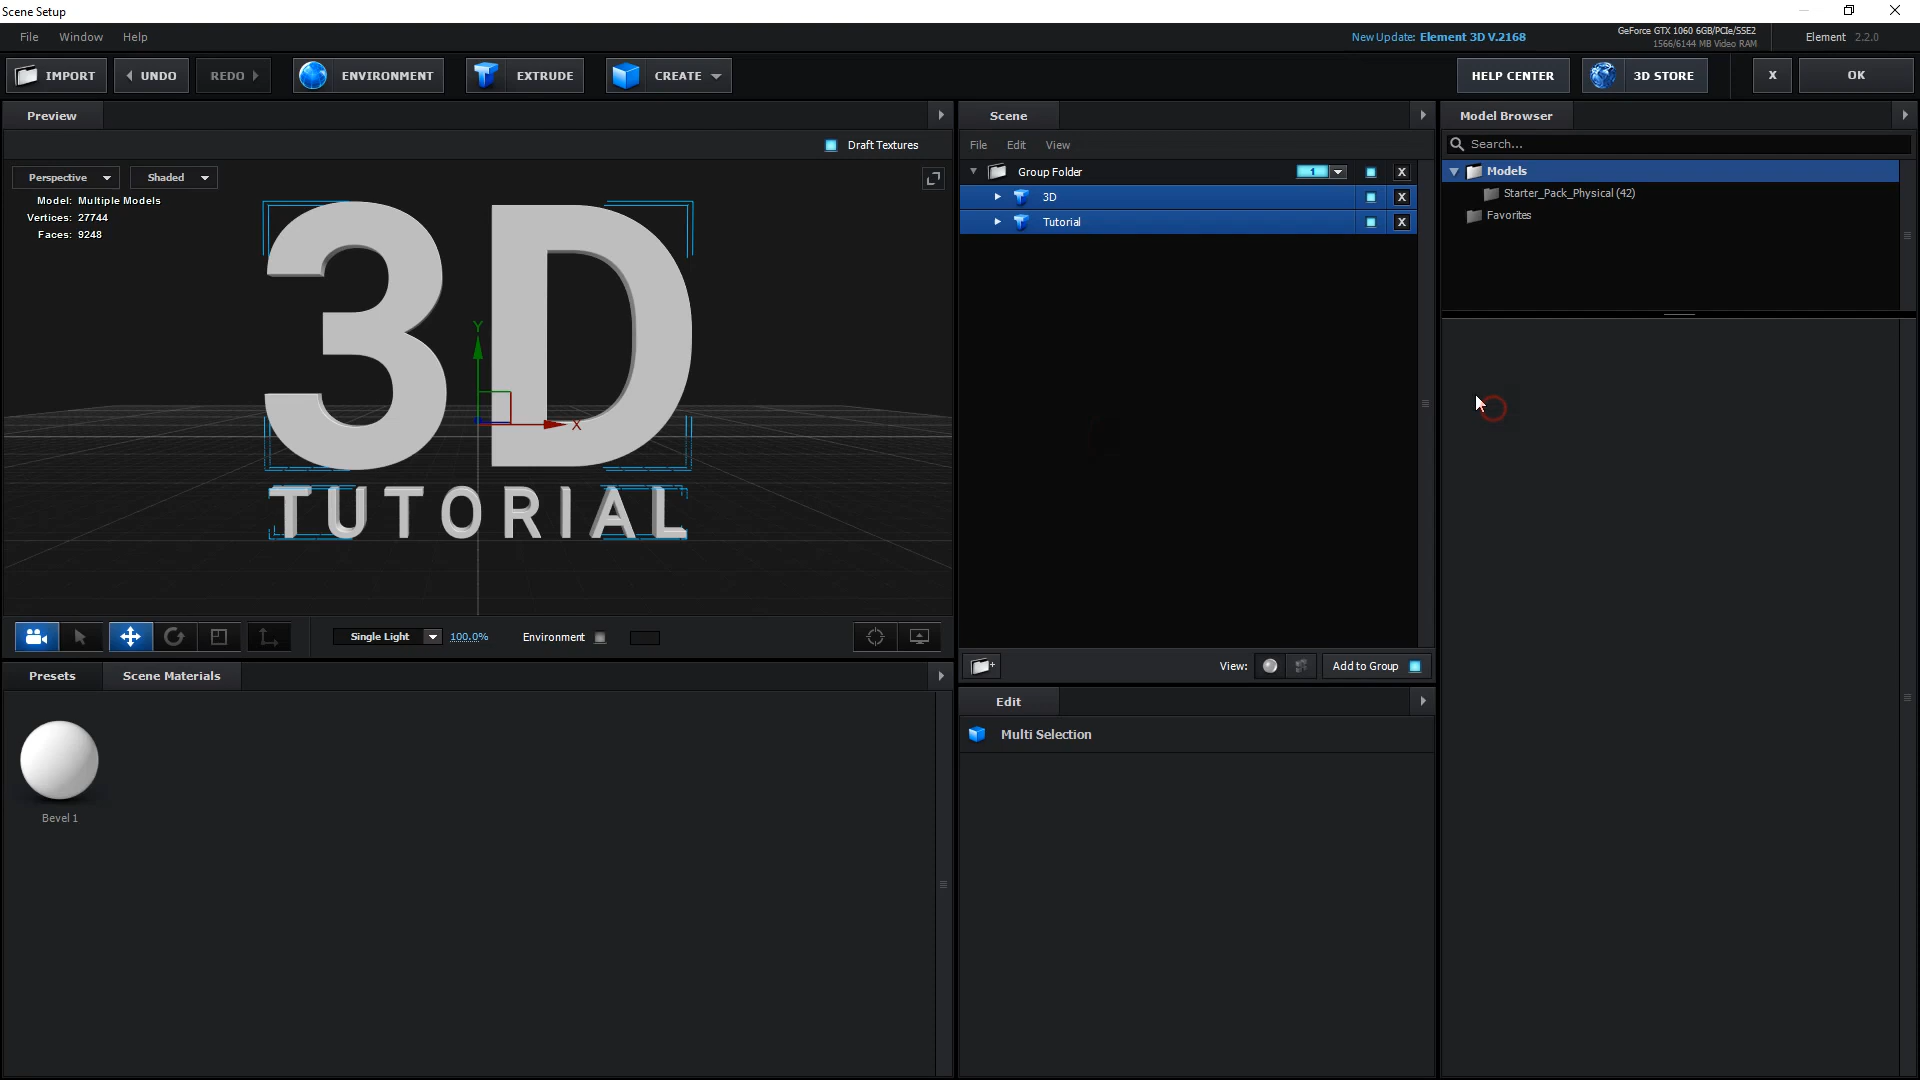 Scene Setup
File Window Help
New Update: Element 3D V.2168
GeForce GTX 1060 6GB/PCIe/SSE2
1566/6144 MB Video RAM
Element 2.2.0
IMPORT
UNDO
REDO
ENVIRONMENT
EXTRUDE
CREATE
HELP CENTER
3D STORE
X
OK
Preview
Draft Textures
Perspective
Shaded
Model: Multiple Models
Vertices: 27744
Faces: 9248
3D
TUTORIAL
Y
X
Single Light
100.0%
Environment
Presets
Scene Materials
Bevel 1
Scene
File Edit View
Group Folder
1
X
3D
X
Tutorial
X
View:
Add to Group
Edit
Multi Selection
Model Browser
Search...
Models
Starter_Pack_Physical (42)
Favorites